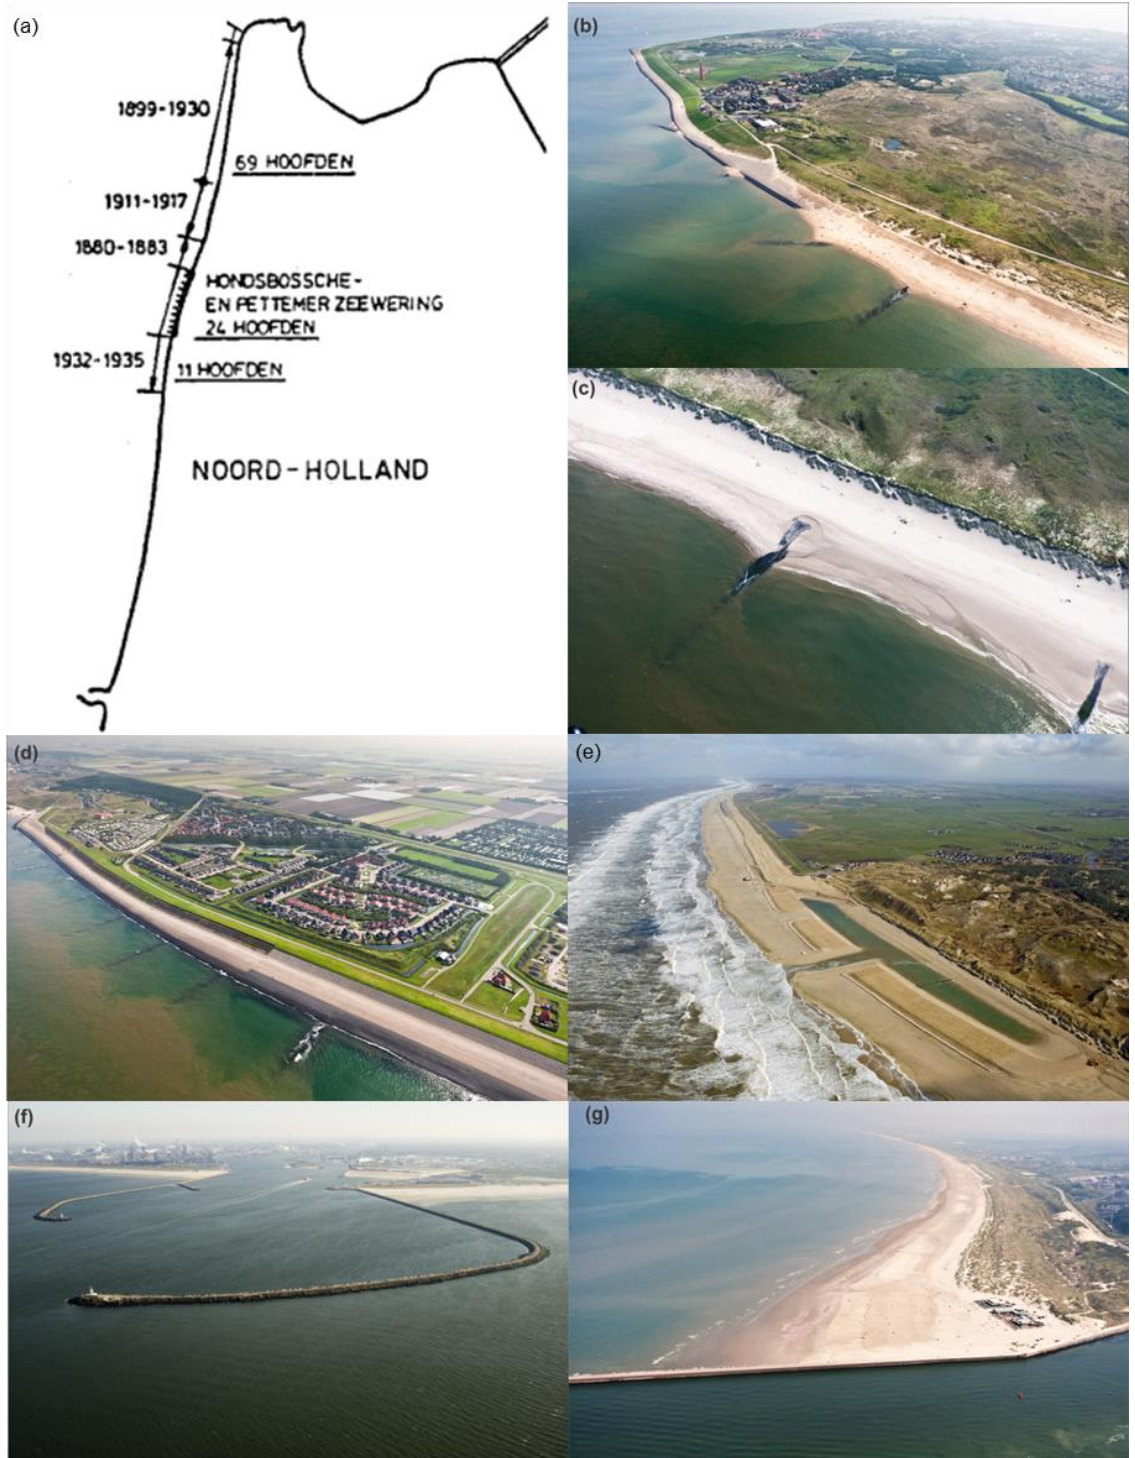 (a)
1899-1930
69 HOOFDEN
1911-1917
1880-1883
HONDSBOSSCHE-
EN PETTEMER ZEEWERING
24 HOOFDEN
1932-1935
11 HOOFDEN
NOORD-HOLLAND
(b)
(c)
(d)
(e)
(f)
(g)